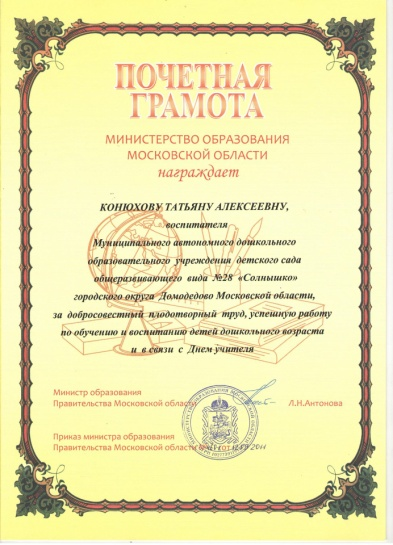 ПОЧЕТНАЯ
ГРАМОТА
МИНИСТЕРСТВО ОБРАЗОВАНИЯ
МОСКОВСКОЙ ОБЛАСТИ
награждает
КОНЮХОВУ ТАТЬЯНУ АЛЕКСЕЕВНУ,
воспитателя
Муниципального автономного дошкольного
образовательного учреждения детского сада
общеразвивающего вида №28 «Солнышко»
городского округа Домодедово Московской области,
за добросовестный плодотворный труд, успешную работу
по обучению и воспитанию детей дошкольного возраста
и в связи с Днем учителя
Министр образования
Правительства Московской области
Л.Н.Антонова
Приказ министра образования
Правительства Московской области